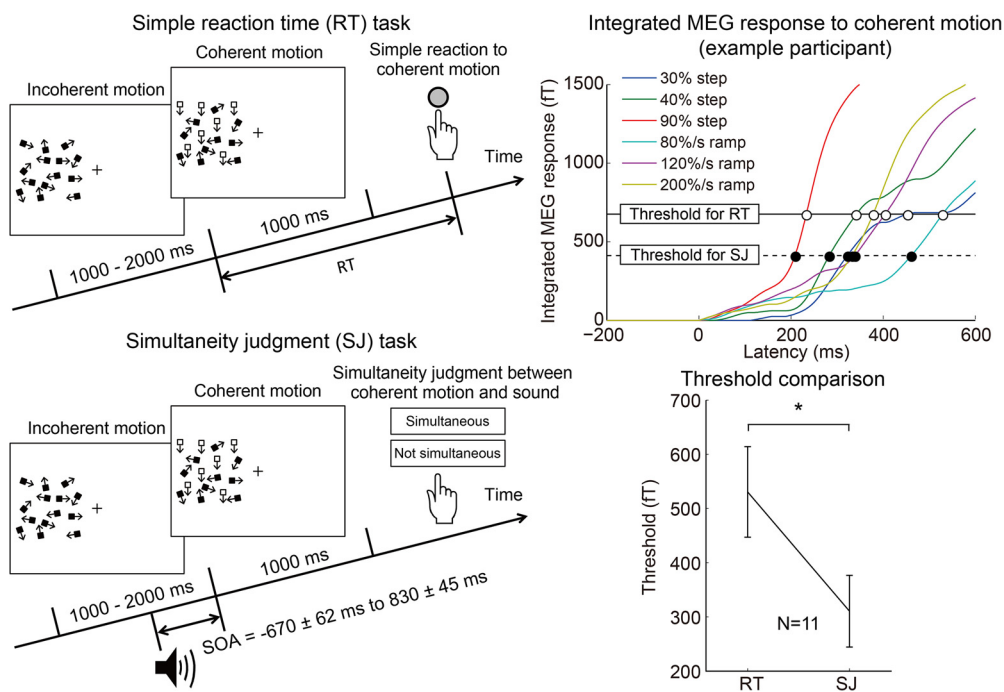 Simple reaction time (RT) task
Coherent motion
Simple reaction to
coherent motion
Incoherent motion
Time
1000 ms
1000 - 2000 ms
RT
Integrated MEG response to coherent motion
(example participant)
Integrated MEG response (fT)
1500
1000
500
0
30% step
40% step
90% step
80%/s ramp
120%/s ramp
200%/s ramp
Threshold for RT
Threshold for SJ
-200 0 200 400 600
Latency (ms)
Simultaneity judgment (SJ) task
Simultaneity judgment between
coherent motion and sound
Coherent motion
Simultaneous
Incoherent motion
Not simultaneous
Time
1000 ms
1000 - 2000 ms
SOA = -670 ± 62 ms to 830 ± 45 ms
Threshold comparison
Threshold (fT)
700
600
500
400
300
200
*
N=11
RT SJ